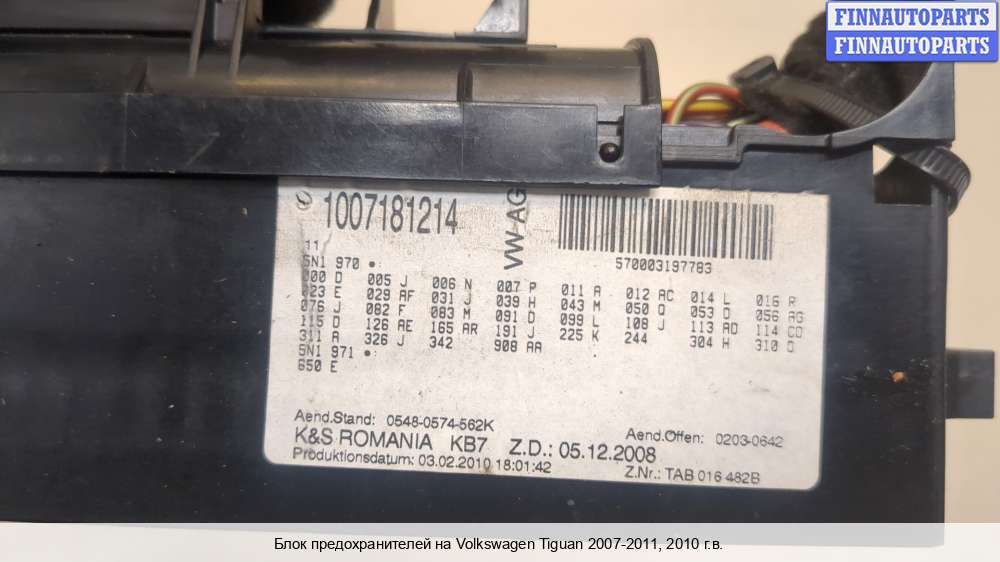 FINNAUTOPARTS
FINNAUTOPARTS
1007181214
VW AG
570003197783
11
5N1 970 •:
000 D 005 J 006 N 007 P 011 A 012 AC 014 L 016 R
023 E 029 AF 031 J 039 H 043 M 050 Q 053 D 056 AG
076 J 082 F 083 M 091 D 099 L 108 J 113 AD 114 CD
115 D 126 AE 165 AR 191 J 225 K 244 304 H 310 Q
311 A 326 J 342 908 AA
5N1 971 •:
650 E
Aend.Stand: 0548-0574-562K
Aend.Offen: 0203-0642
K&S ROMANIA KB7 Z.D.: 05.12.2008
Produktionsdatum: 03.02.2010 18:01:42
Z.Nr.: TAB 016 482B
Блок предохранителей на Volkswagen Tiguan 2007-2011, 2010 г.в.